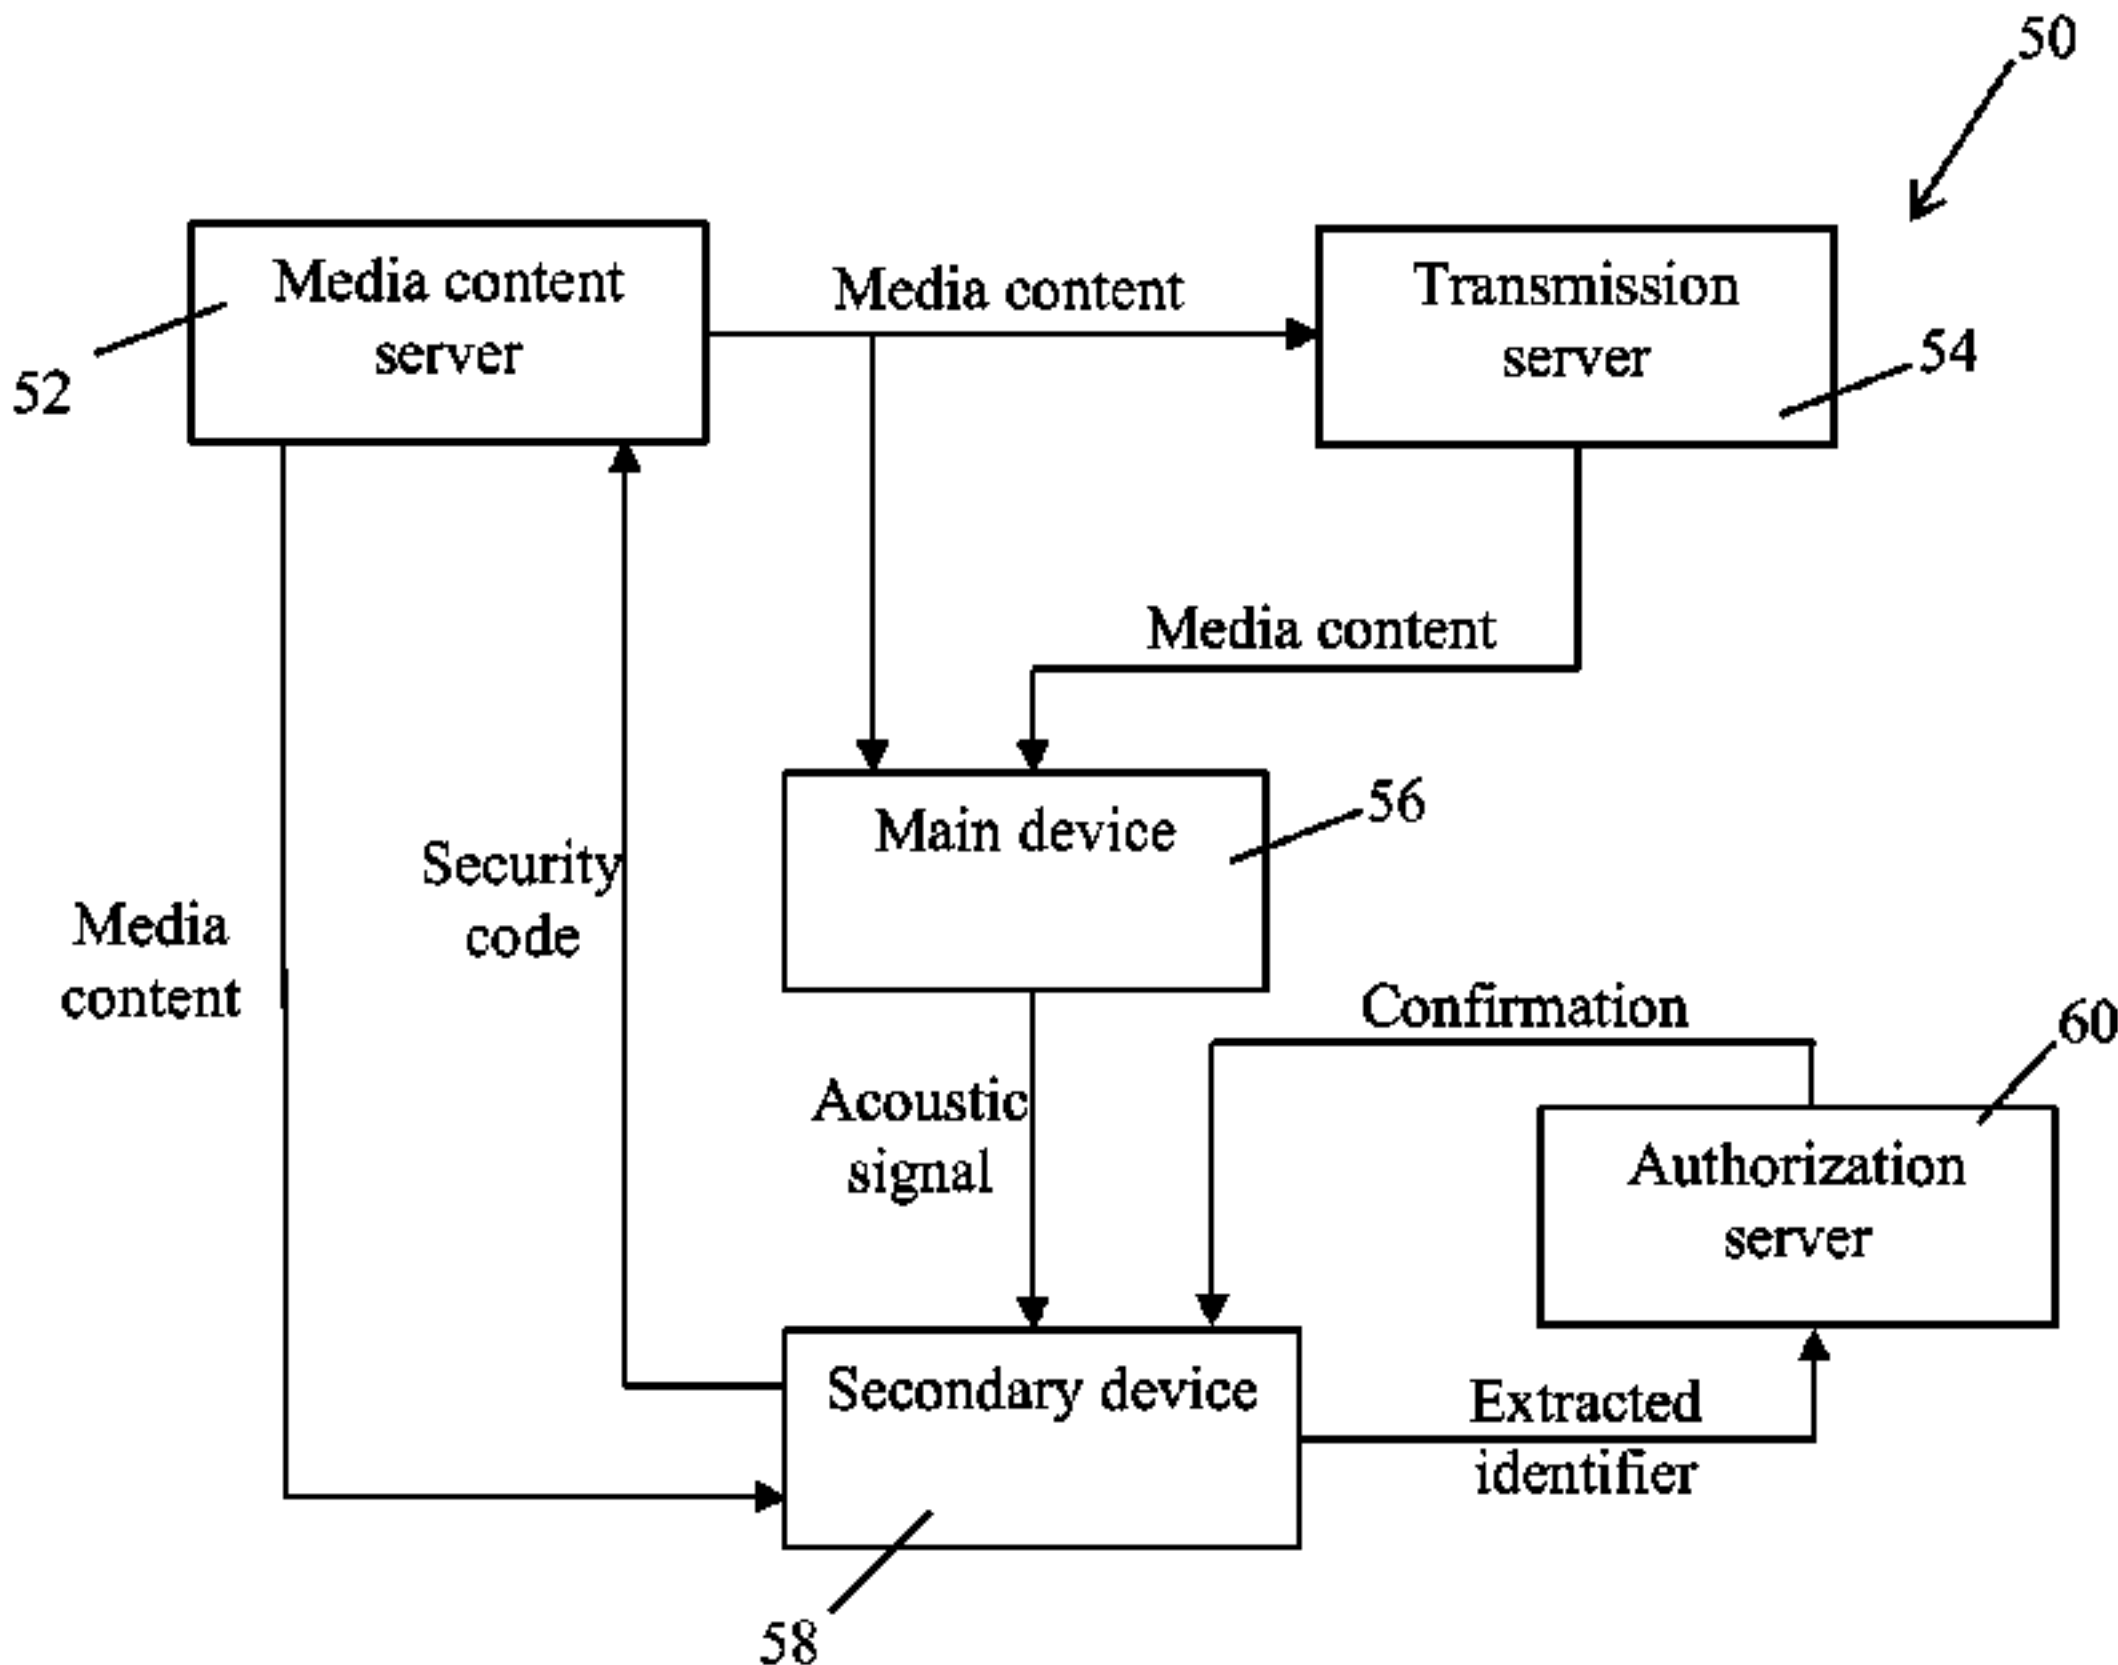 50
Media content
server
52
Media content
Transmission
server
54
Media content
Main device
56
Security
code
Media
content
Acoustic
signal
Confirmation
60
Authorization
server
Secondary device
Extracted
identifier
58